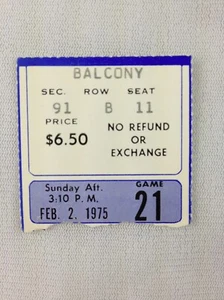 BALCONY
SEC. ROW SEAT
91 B 11
PRICE
$6.50
NO REFUND
OR
EXCHANGE
Sunday Aft.
3:10 P. M.
FEB. 2, 1975
GAME
21